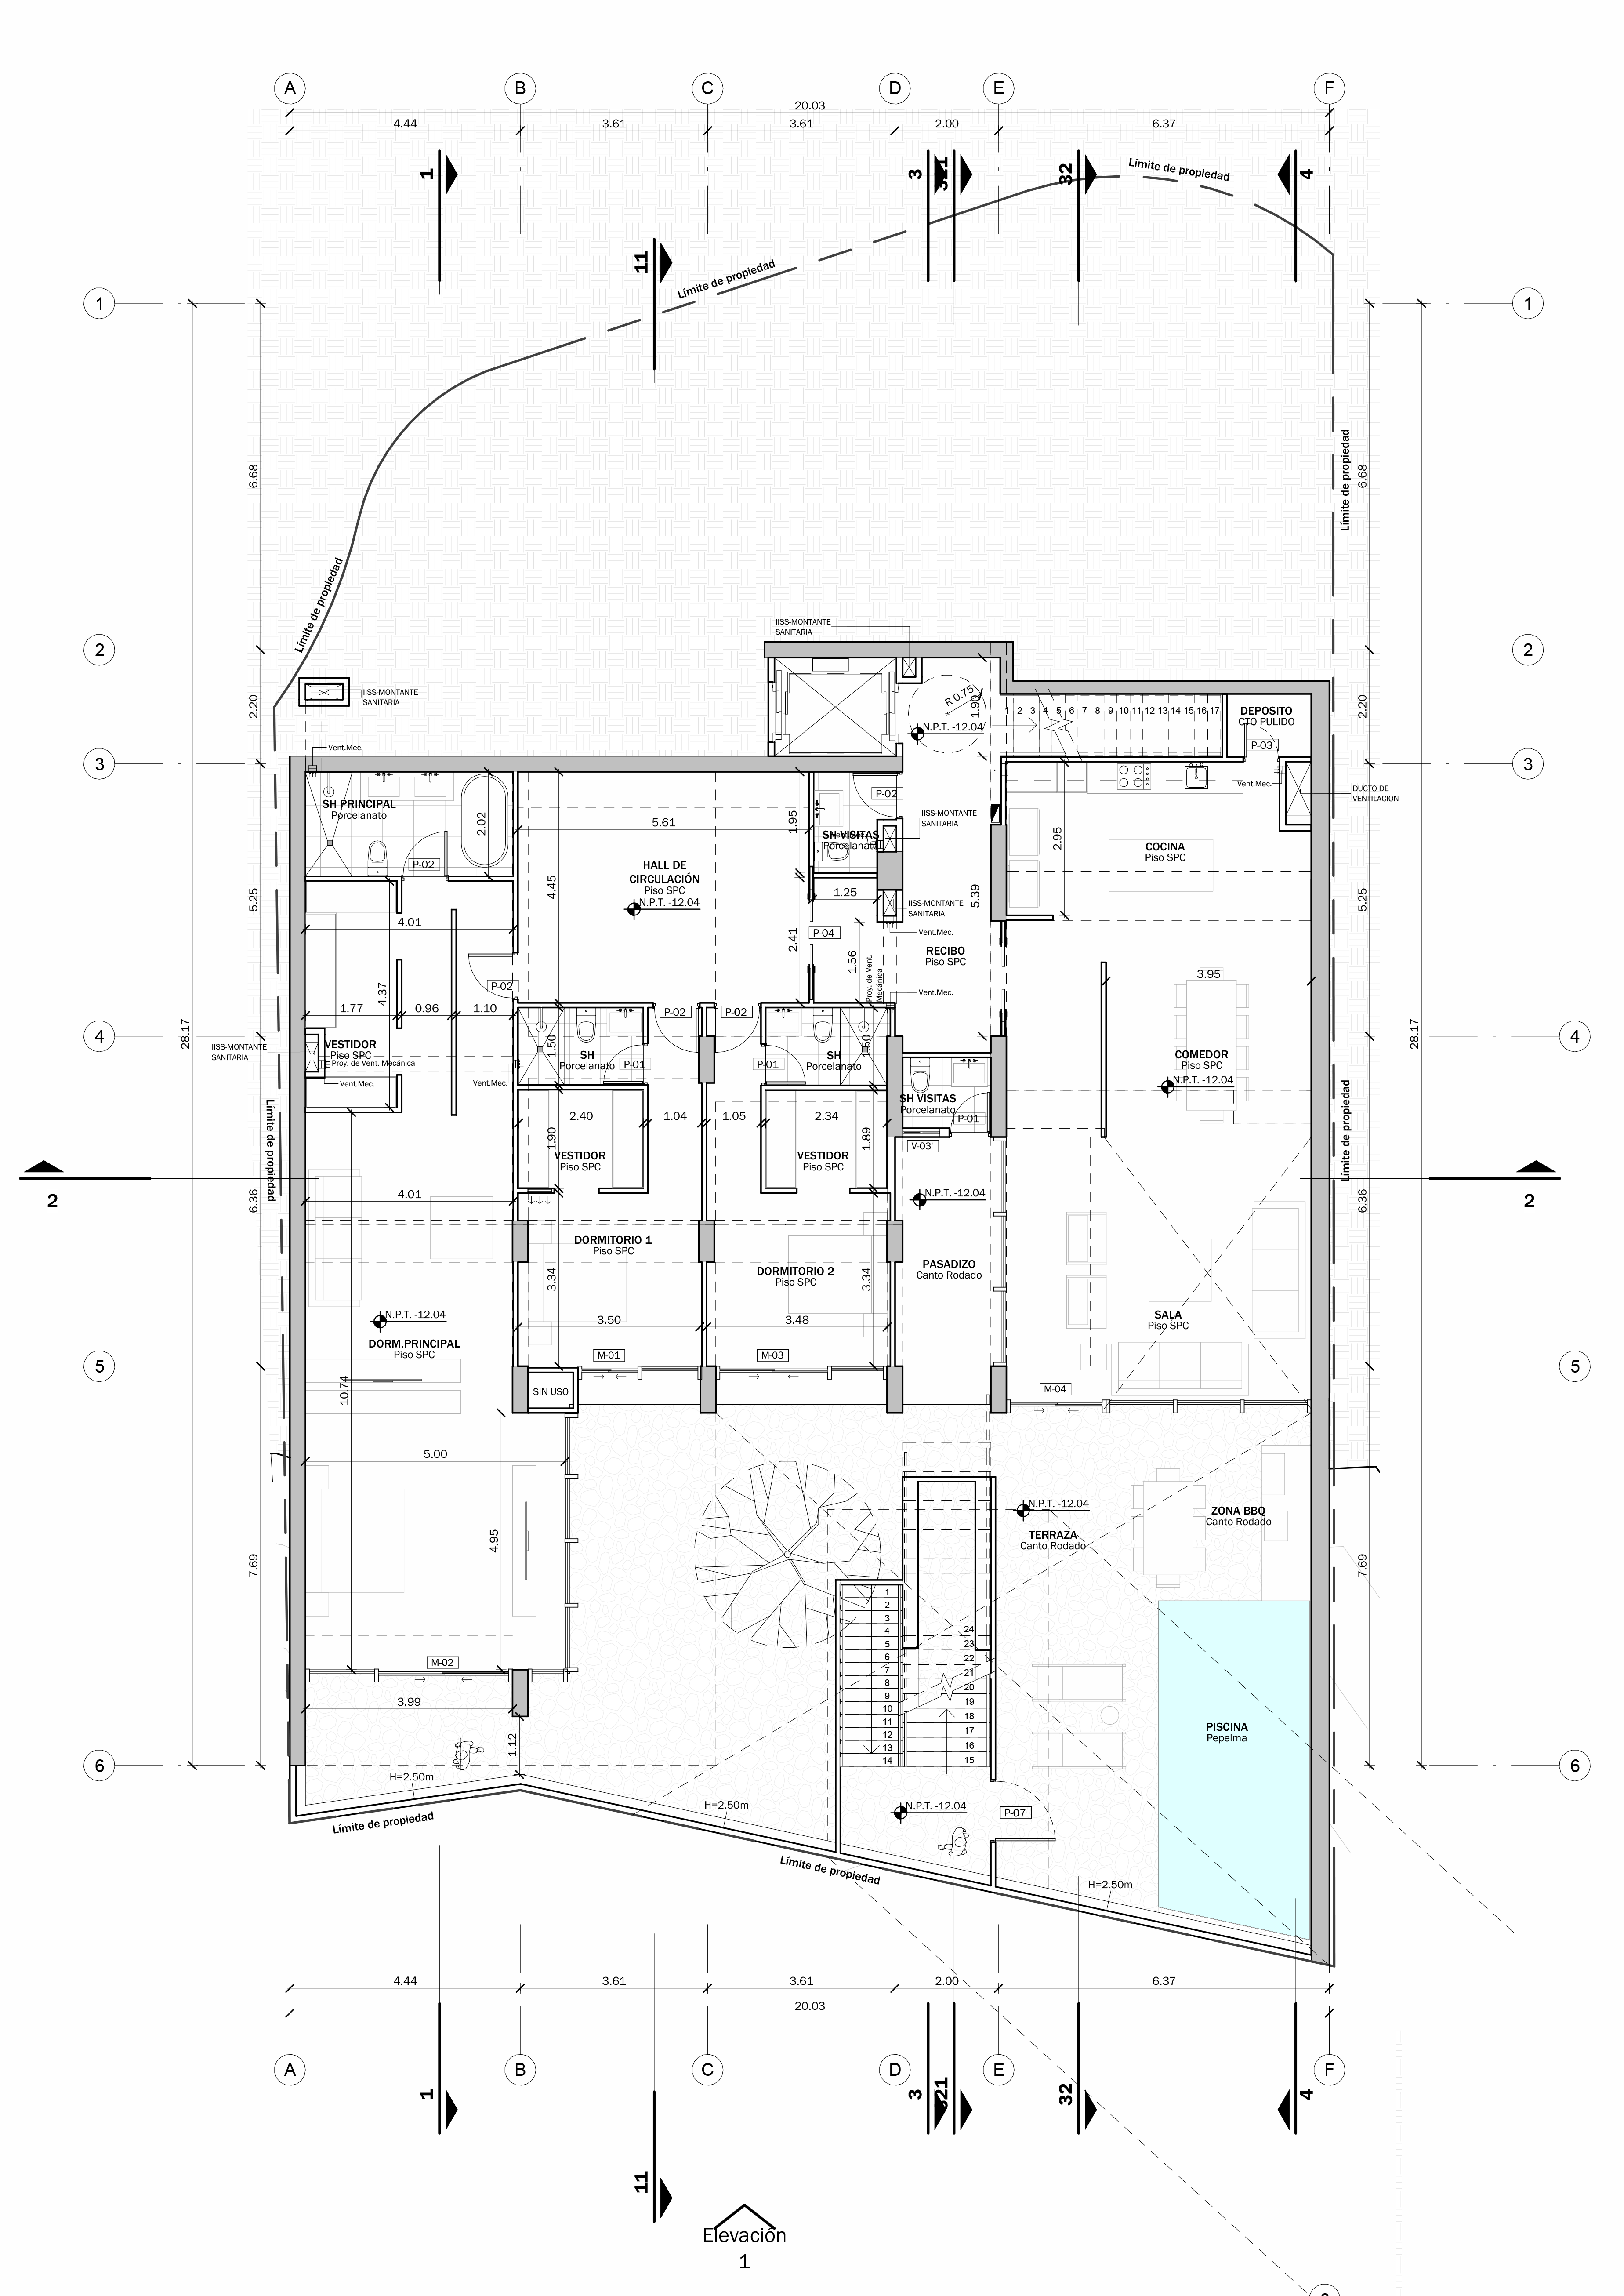 A B C D E F
20.03
4.44 3.61 3.61 2.00 6.37
Límite de propiedad
1 3 321 32 4
11
Límite de propiedad
1 1
6.68 6.68
Límite de propiedad
Límite de propiedad
IISS-MONTANTE
SANITARIA
2 2
IISS-MONTANTE
SANITARIA
2.20 2.20
R 0.75
1.90
1 2 3 4 5 6 7 8 9 10 11 12 13 14 15 16 17
DEPOSITO
CTO PULIDO
N.P.T. -12.04
P-03
Vent.Mec.
3 3
SH PRINCIPAL
Porcelanato
2.02
P-02
5.61
1.95
P-02
SH VISITAS
Porcelanato
IISS-MONTANTE
SANITARIA
Vent.Mec.
DUCTO DE
VENTILACION
2.95
COCINA
Piso SPC
HALL DE
CIRCULACIÓN
Piso SPC
N.P.T. -12.04
4.45
1.25
5.39
IISS-MONTANTE
SANITARIA
5.25 5.25
4.01
2.41
P-04
Vent.Mec.
RECIBO
Piso SPC
1.56
Proy. de Vent.
Mecánica
Vent.Mec.
3.95
P-02
4.37
1.77 0.96 1.10
P-02 P-02
28.17 28.17
4 4
IISS-MONTANTE
SANITARIA
VESTIDOR
Piso SPC
Proy. de Vent. Mecánica
Vent.Mec.
Vent.Mec.
1.50
SH
Porcelanato
P-01
P-01
SH
Porcelanato
1.50
COMEDOR
Piso SPC
N.P.T. -12.04
SH VISITAS
Porcelanato
P-01
V-03'
2.40 1.04 1.05 2.34
1.90
1.89
VESTIDOR
Piso SPC
VESTIDOR
Piso SPC
Límite de propiedad
Límite de propiedad
2 2
6.36 6.36
4.01
N.P.T. -12.04
DORMITORIO 1
Piso SPC
DORMITORIO 2
Piso SPC
PASADIZO
Canto Rodado
3.34 3.34
N.P.T. -12.04
SALA
Piso SPC
3.50 3.48
DORM.PRINCIPAL
Piso SPC
M-01 M-03
5 5
10.74
SIN USO
M-04
5.00
4.95
N.P.T. -12.04
TERRAZA
Canto Rodado
ZONA BBQ
Canto Rodado
7.69 7.69
1
2
3
4 24
5 23
6 22
7 21
8 20
9 19
10 18
11 17
12
13 16
14 15
M-02
3.99
1.12
PISCINA
Pepelma
6 6
H=2.50m
H=2.50m
N.P.T. -12.04
P-07
Límite de propiedad
Límite de propiedad
H=2.50m
4.44 3.61 3.61 2.00 6.37
20.03
A B C D E F
1 3 321 32 4
11
Elevación
1